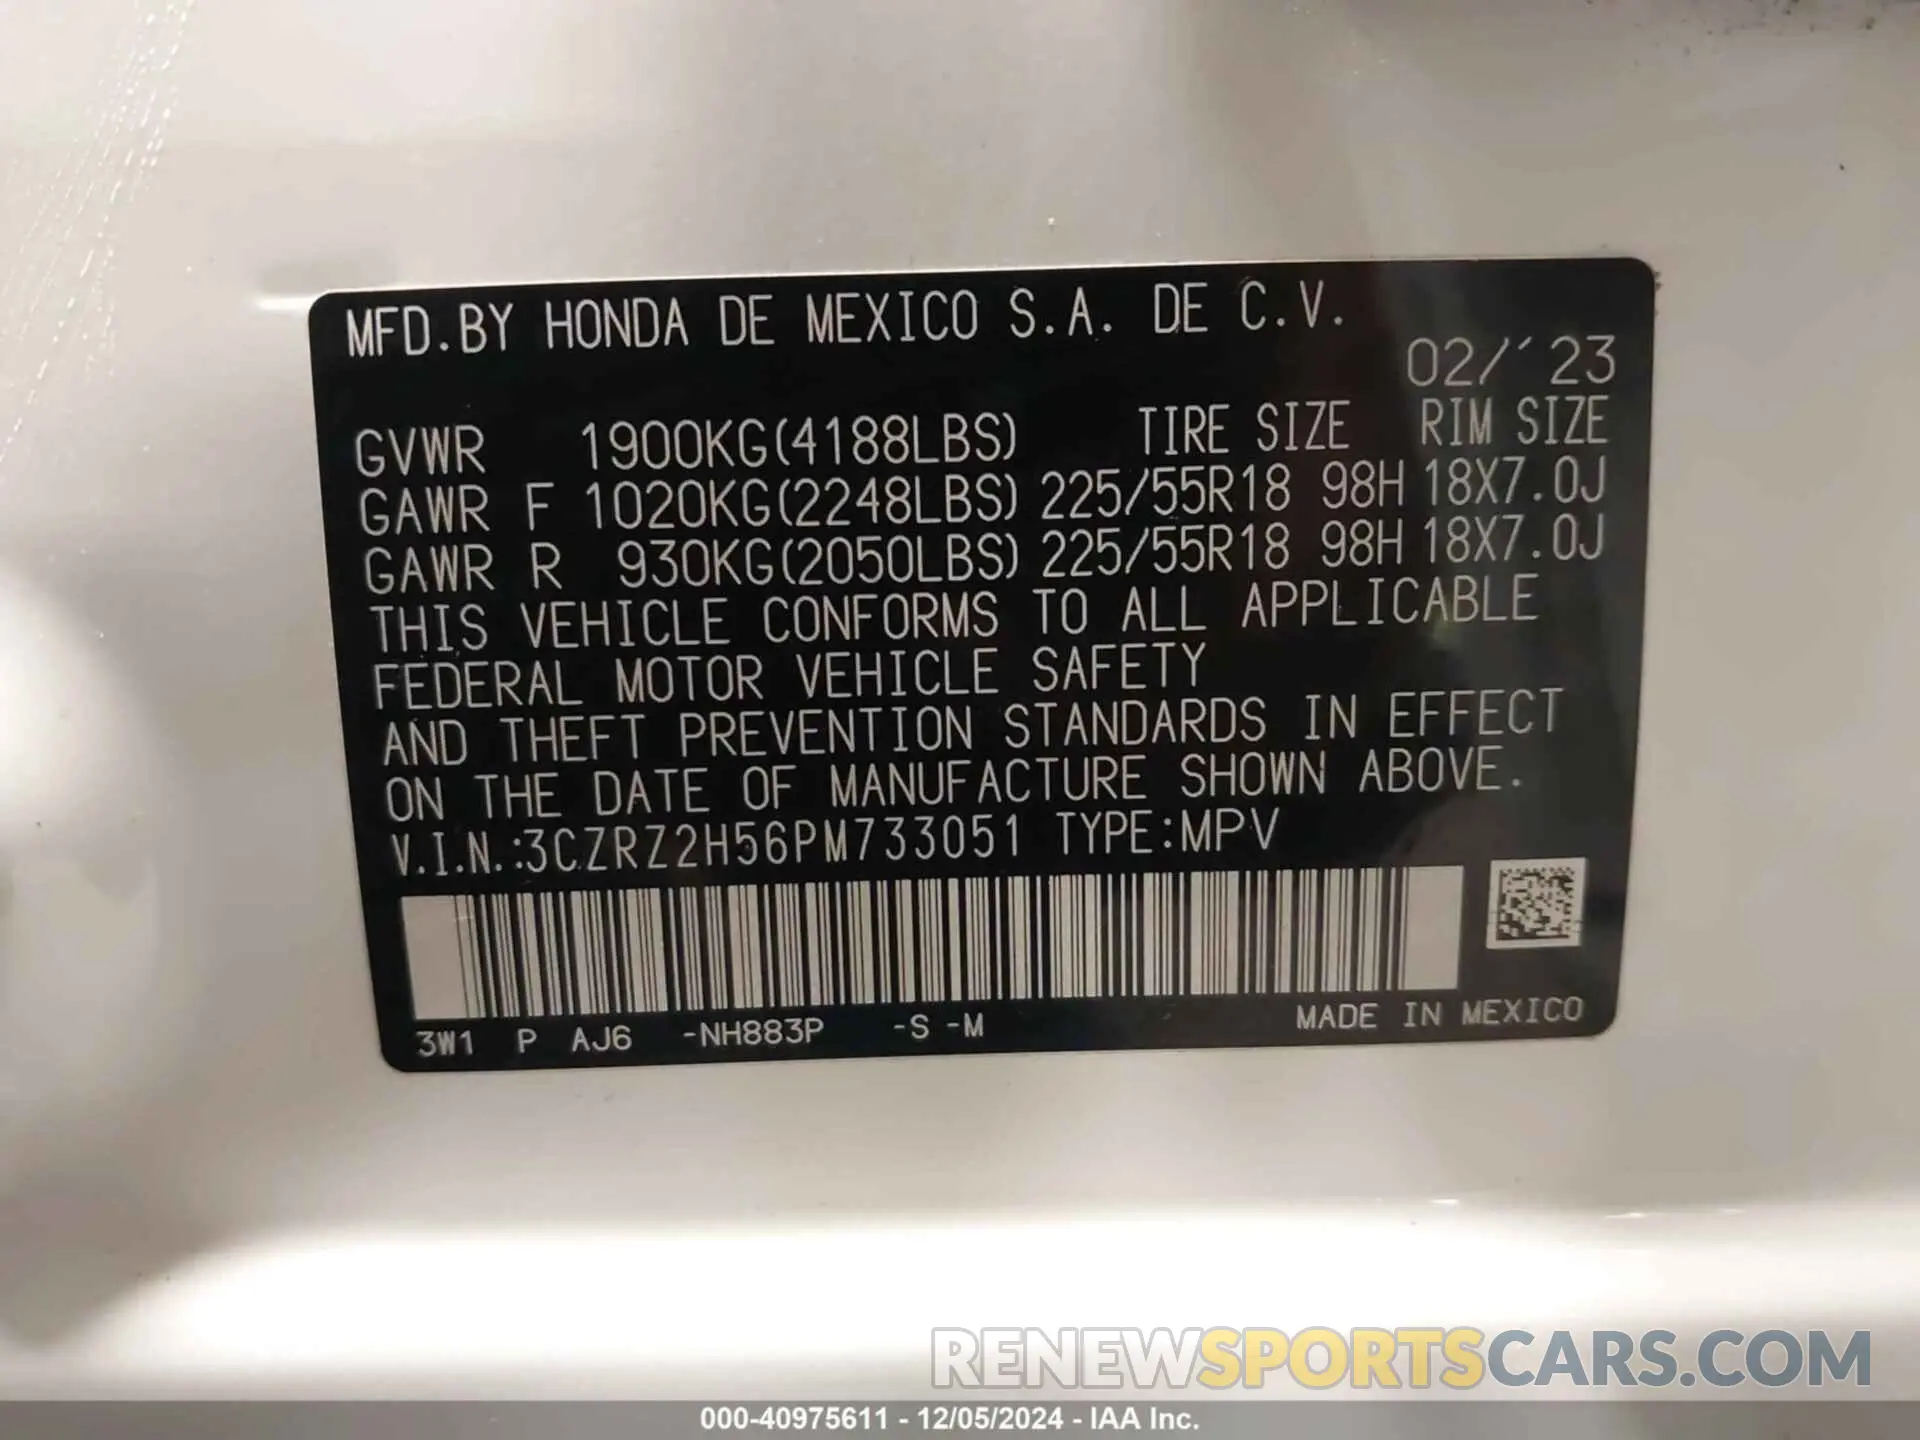 MFD.BY HONDA DE MEXICO S.A. DE C.V.
02/´23
GVWR 1900KG(4188LBS) TIRE SIZE RIM SIZE
GAWR F 1020KG(2248LBS) 225/55R18 98H 18X7.0J
GAWR R 930KG(2050LBS) 225/55R18 98H 18X7.0J
THIS VEHICLE CONFORMS TO ALL APPLICABLE
FEDERAL MOTOR VEHICLE SAFETY
AND THEFT PREVENTION STANDARDS IN EFFECT
ON THE DATE OF MANUFACTURE SHOWN ABOVE.
V.I.N.:3CZRZ2H56PM733051 TYPE:MPV
3W1 P AJ6 -NH883P -S -M MADE IN MEXICO
RENEWSPORTSCARS.COM
000-40975611 - 12/05/2024 - IAA Inc.